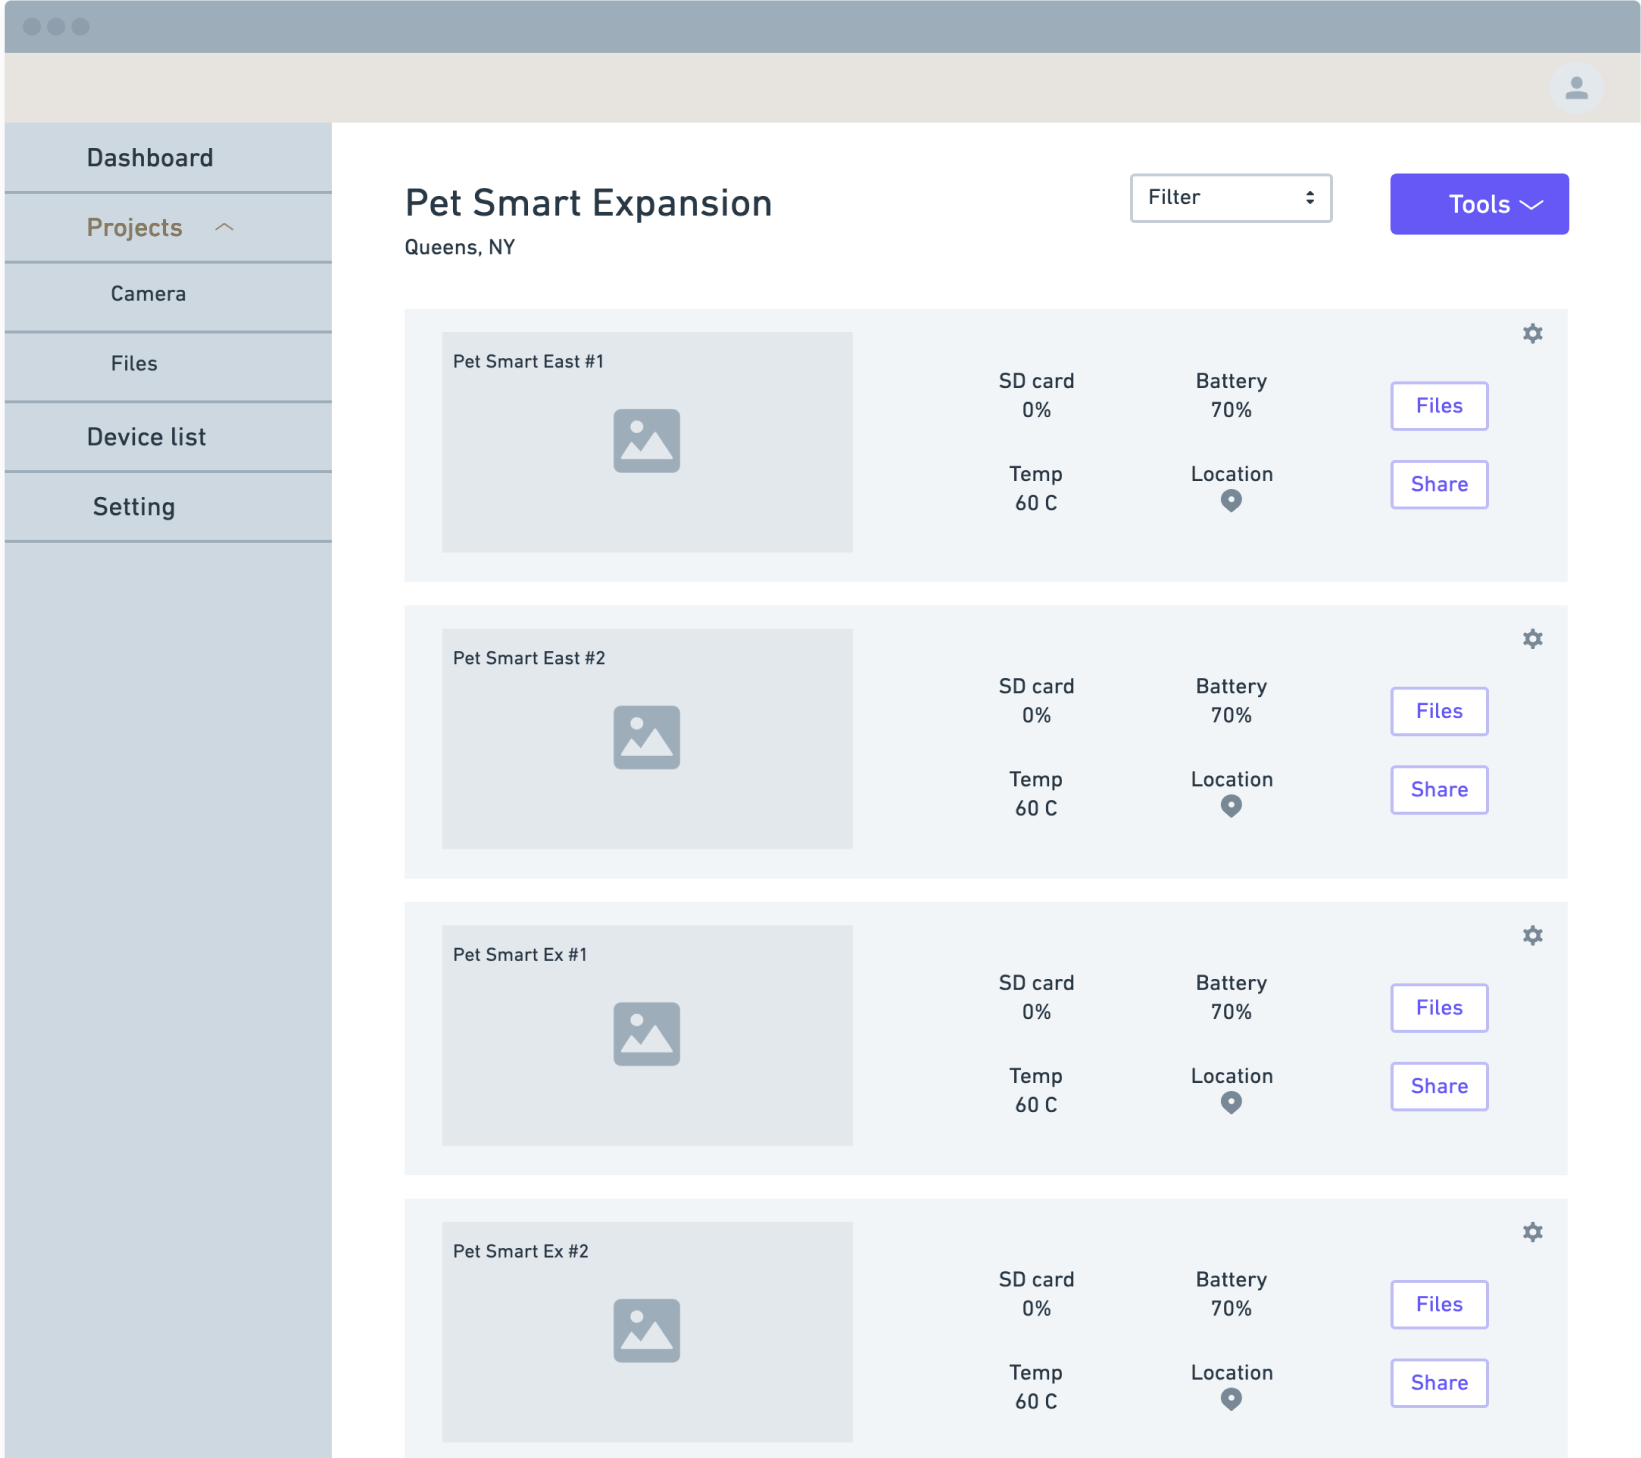 Dashboard
Projects
Camera
Files
Device list
Setting
Pet Smart Expansion
Queens, NY
Filter
Tools
Pet Smart East #1
SD card
0%
Battery
70%
Temp
60 C
Location
Files
Share
Pet Smart East #2
SD card
0%
Battery
70%
Temp
60 C
Location
Files
Share
Pet Smart Ex #1
SD card
0%
Battery
70%
Temp
60 C
Location
Files
Share
Pet Smart Ex #2
SD card
0%
Battery
70%
Temp
60 C
Location
Files
Share